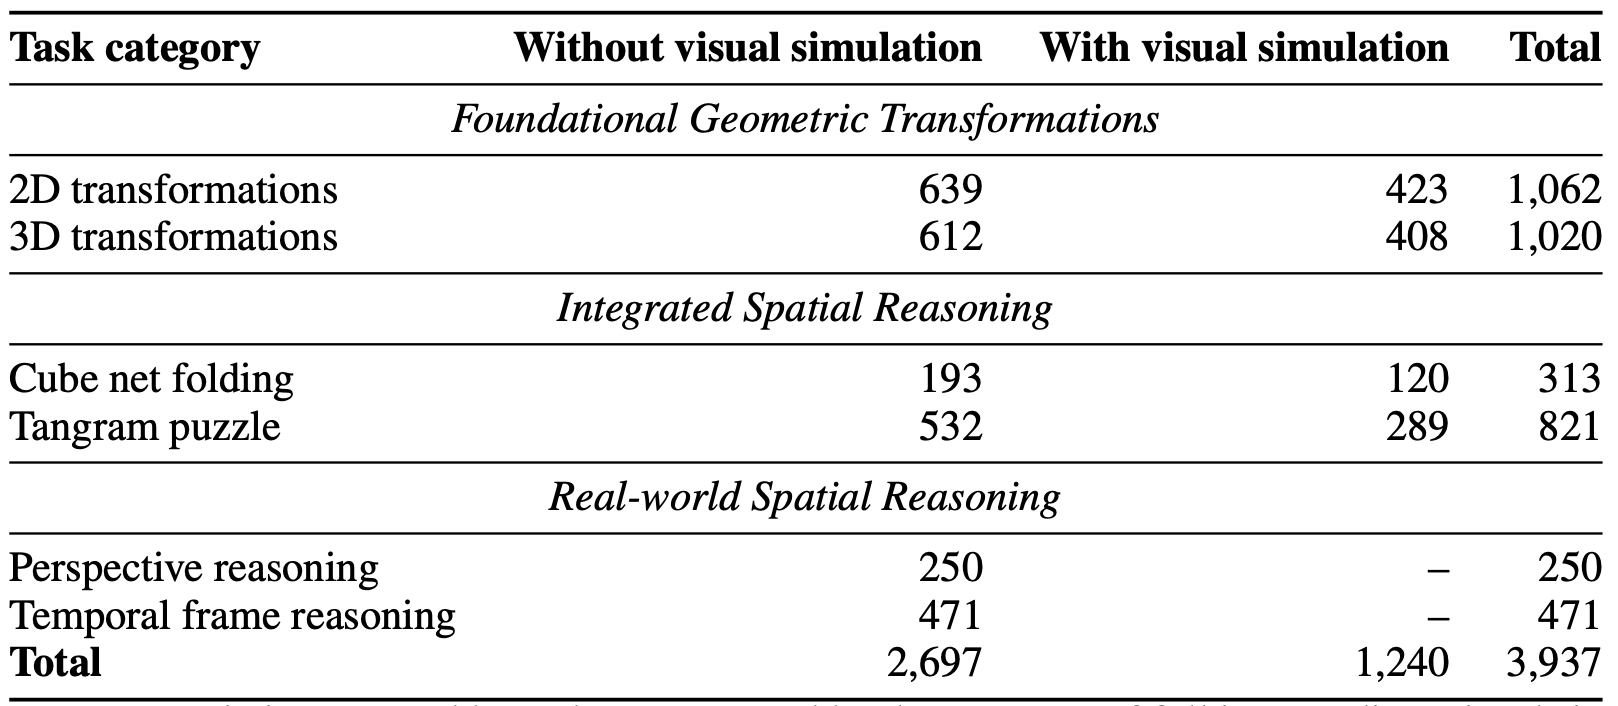 Task category Without visual simulation With visual simulation Total
Foundational Geometric Transformations
2D transformations 639 423 1,062
3D transformations 612 408 1,020
Integrated Spatial Reasoning
Cube net folding 193 120 313
Tangram puzzle 532 289 821
Real-world Spatial Reasoning
Perspective reasoning 250 – 250
Temporal frame reasoning 471 – 471
Total 2,697 1,240 3,937